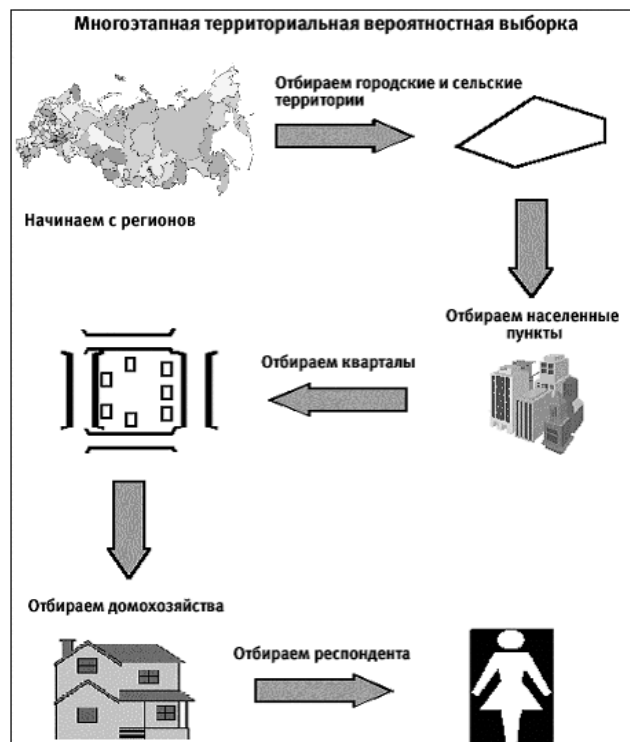 Многоэтапная территориальная вероятностная выборка
Отбираем городские и сельские
территории
Начинаем с регионов
Отбираем населенные
пункты
Отбираем кварталы
Отбираем домохозяйства
Отбираем респондента